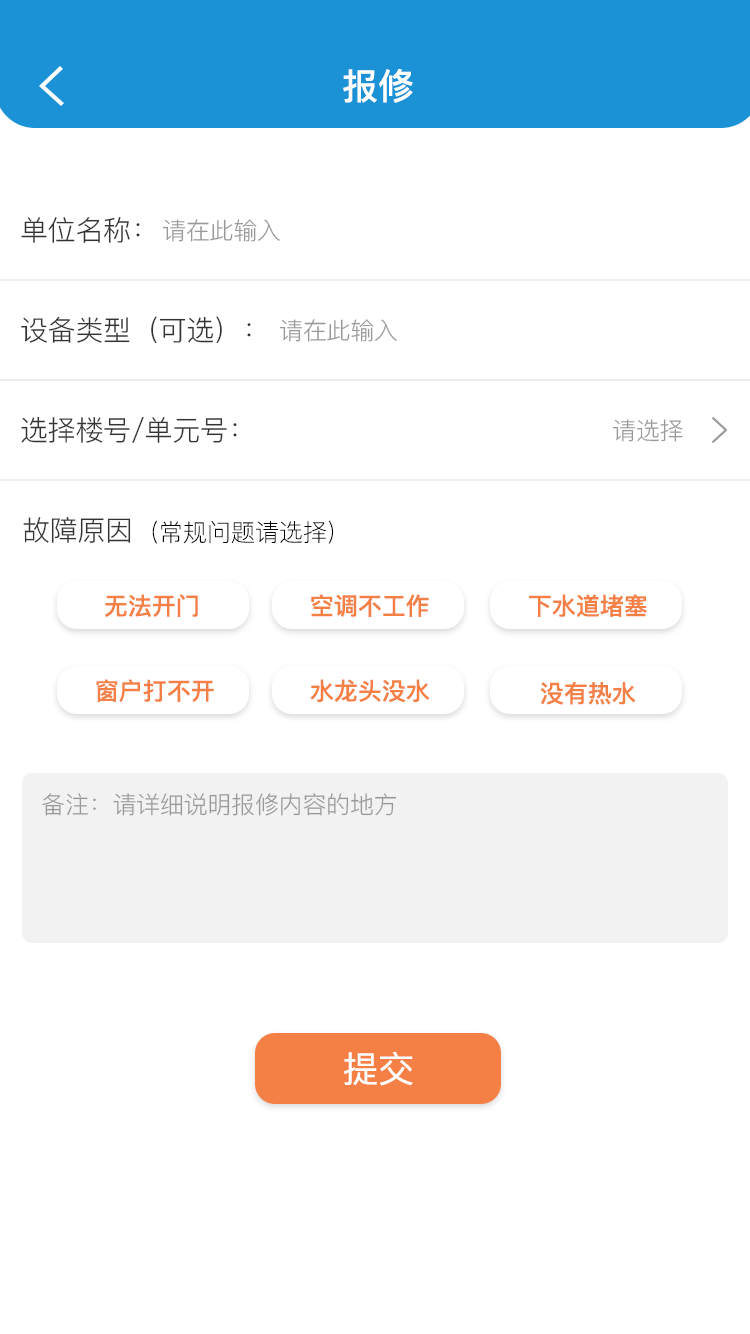 报修
单位名称： 请在此输入
设备类型（可选）： 请在此输入
选择楼号/单元号： 请选择
故障原因（常规问题请选择）
无法开门 空调不工作 下水道堵塞
窗户打不开 水龙头没水 没有热水
备注：请详细说明报修内容的地方
提交